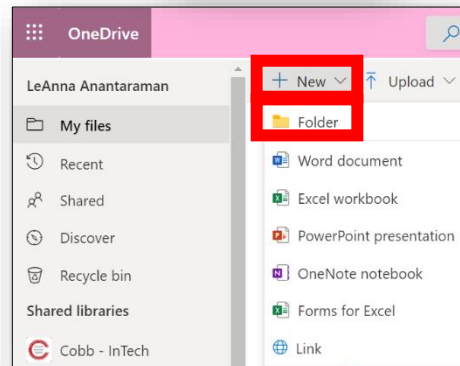 OneDrive
LeAnna Anantaraman
My files
Recent
Shared
Discover
Recycle bin
Shared libraries
Cobb - InTech
New
Upload
Folder
Word document
Excel workbook
PowerPoint presentation
OneNote notebook
Forms for Excel
Link